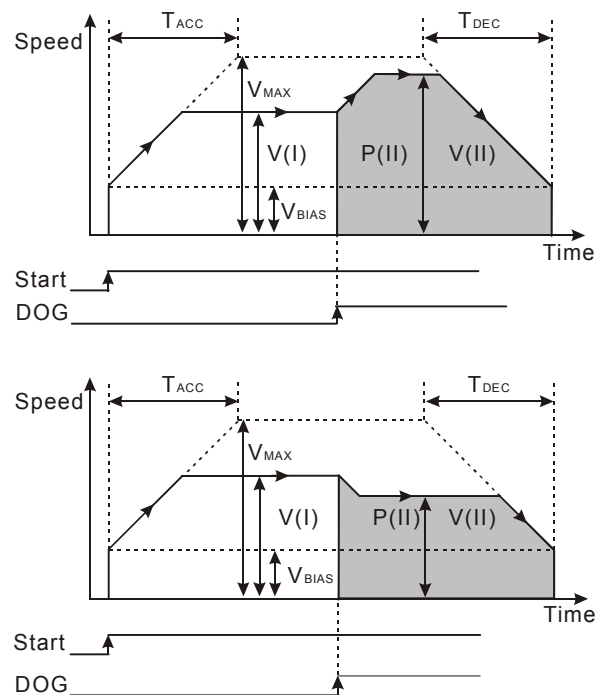 TACC
TDEC
Speed
VMAX
V(I)
P(II)
V(II)
VBIAS
Time
Start
DOG
TACC
TDEC
Speed
VMAX
V(I)
P(II)
V(II)
VBIAS
Time
Start
DOG